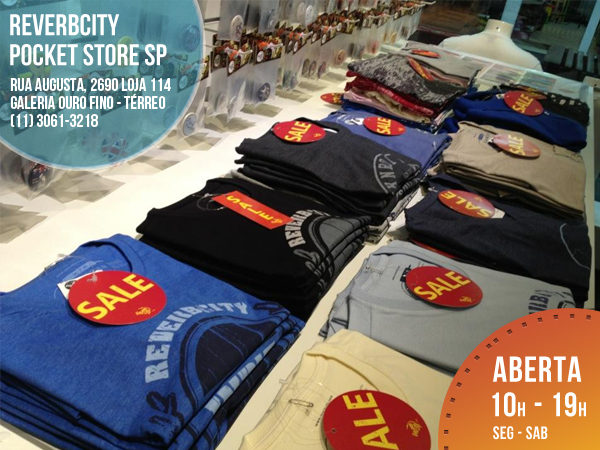 REVERBCITY
POCKET STORE SP
RUA AUGUSTA, 2690 LOJA 114
GALERIA OURO FINO - TÉRREO
(11) 3061-3218
SALE
SALE
SALE
SALE
SALE
REVERBCITY
SALE
SALE
REVERBCITY
SALE
ABERTA
10H - 19H
SEG - SAB